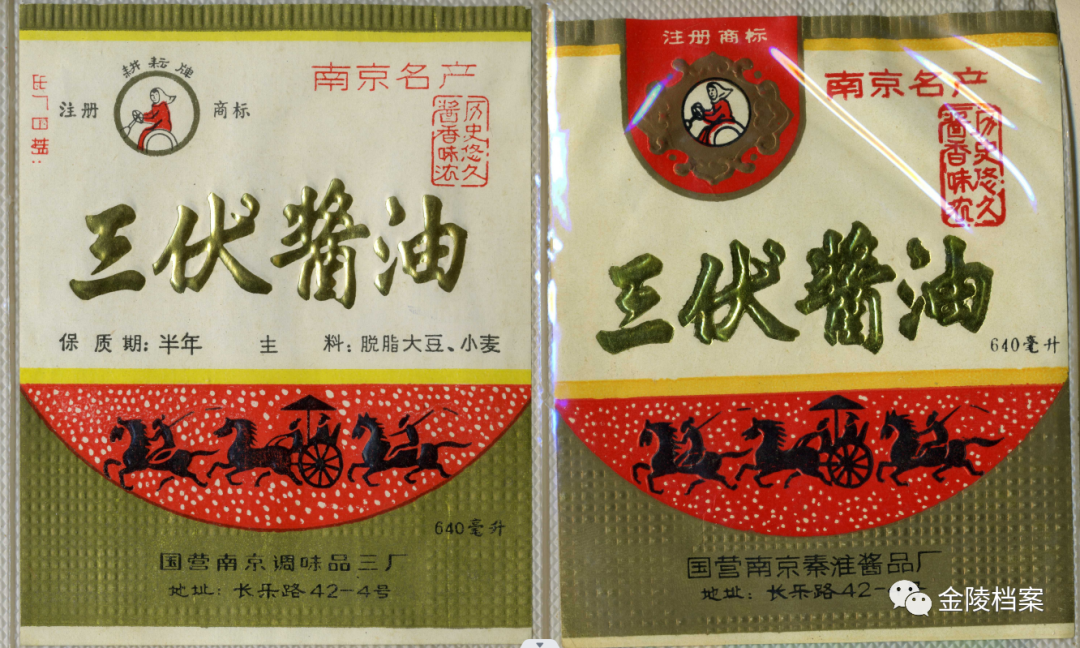 耕耘牌
注册 商标
南京名产
历史悠久
酱香味浓
三伏酱油
保质期：半年 主 料：脱脂大豆、小麦
640毫升
国营南京调味品三厂
地址：长乐路42-4号
注册商标
南京名产
历史悠久
酱香味浓
三伏酱油
640毫升
国营南京秦淮酱品厂
地址：长乐路42-
金陵档案